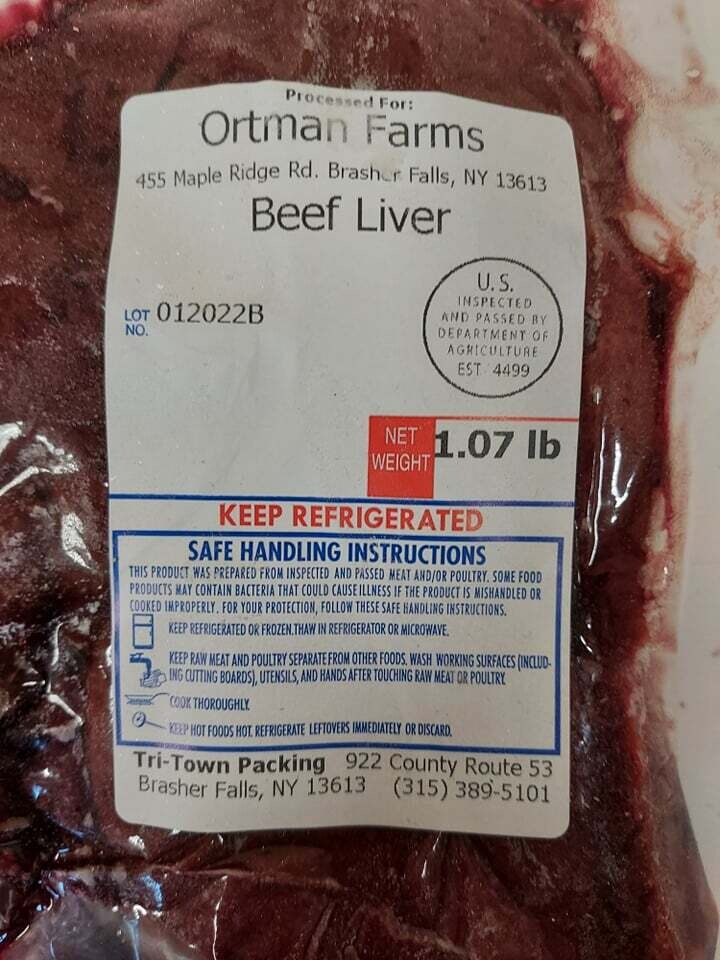 Processed For:
Ortman Farms
455 Maple Ridge Rd. Brasher Falls, NY 13613
Beef Liver
LOT NO. 012022B
U.S.
INSPECTED
AND PASSED BY
DEPARTMENT OF
AGRICULTURE
EST 4499
NET WEIGHT 1.07 lb
KEEP REFRIGERATED
SAFE HANDLING INSTRUCTIONS
THIS PRODUCT WAS PREPARED FROM INSPECTED AND PASSED MEAT AND/OR POULTRY. SOME FOOD
PRODUCTS MAY CONTAIN BACTERIA THAT COULD CAUSE ILLNESS IF THE PRODUCT IS MISHANDLED OR
COOKED IMPROPERLY. FOR YOUR PROTECTION, FOLLOW THESE SAFE HANDLING INSTRUCTIONS.
KEEP REFRIGERATED OR FROZEN.THAW IN REFRIGERATOR OR MICROWAVE.
KEEP RAW MEAT AND POULTRY SEPARATE FROM OTHER FOODS. WASH WORKING SURFACES (INCLUD-
ING CUTTING BOARDS), UTENSILS, AND HANDS AFTER TOUCHING RAW MEAT OR POULTRY
COOK THOROUGHLY.
KEEP HOT FOODS HOT. REFRIGERATE LEFTOVERS IMMEDIATELY OR DISCARD.
Tri-Town Packing 922 County Route 53
Brasher Falls, NY 13613 (315) 389-5101